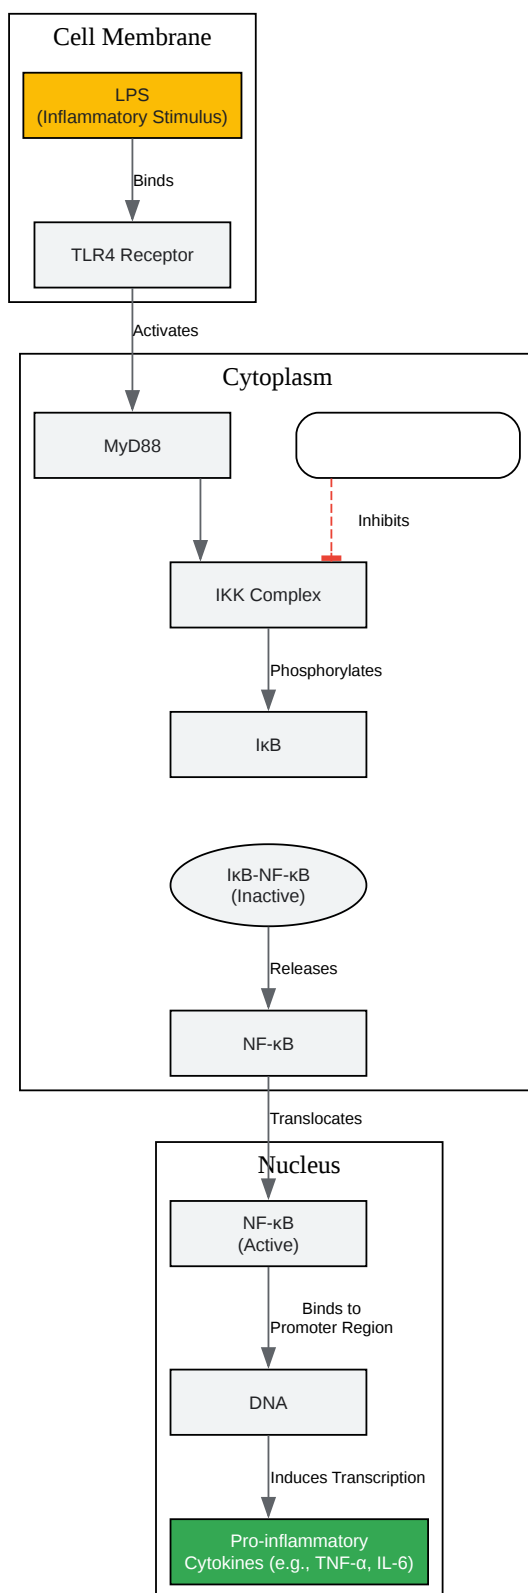 Cell Membrane
LPS
(Inflammatory Stimulus)
Binds
TLR4 Receptor
Activates
Cytoplasm
MyD88
Inhibits
IKK Complex
Phosphorylates
IκB
IκB-NF-κB
(Inactive)
Releases
NF-κB
Translocates
Nucleus
NF-κB
(Active)
Binds to
Promoter Region
DNA
Induces Transcription
Pro-inflammatory
Cytokines (e.g., TNF-α, IL-6)